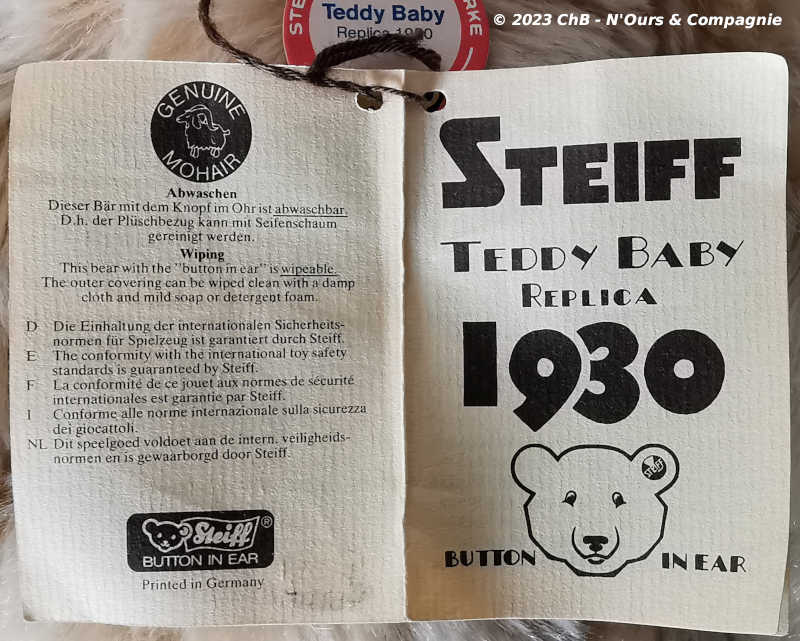 © 2023 ChB - N'Ours & Compagnie
Teddy Baby
Replica
GENUINE
MOHAIR
Abwaschen
Dieser Bär mit dem Knopf im Ohr ist abwaschbar.
D.h. der Plüschbezug kann mit Seifenschaum
gereinigt werden.
Wiping
This bear with the "button in ear" is wipeable.
The outer covering can be wiped clean with a damp
cloth and mild soap or detergent foam.
D Die Einhaltung der internationalen Sicherheits-
normen für Spielzeug ist garantiert durch Steiff.
E The conformity with the international toy safety
standards is guaranteed by Steiff.
F La conformité de ce jouet aux normes de sécurité
internationales est garantie par Steiff.
I Conforme alle norme internazionale sulla sicurezza
dei giocattoli.
NL Dit speelgoed voldoet aan de intern. veiligheids-
normen en is gewaarborgd door Steiff.
Steiff ®
BUTTON IN EAR
Printed in Germany
STEIFF
TEDDY BABY
REPLICA
1930
STEIFF
BUTTON IN EAR